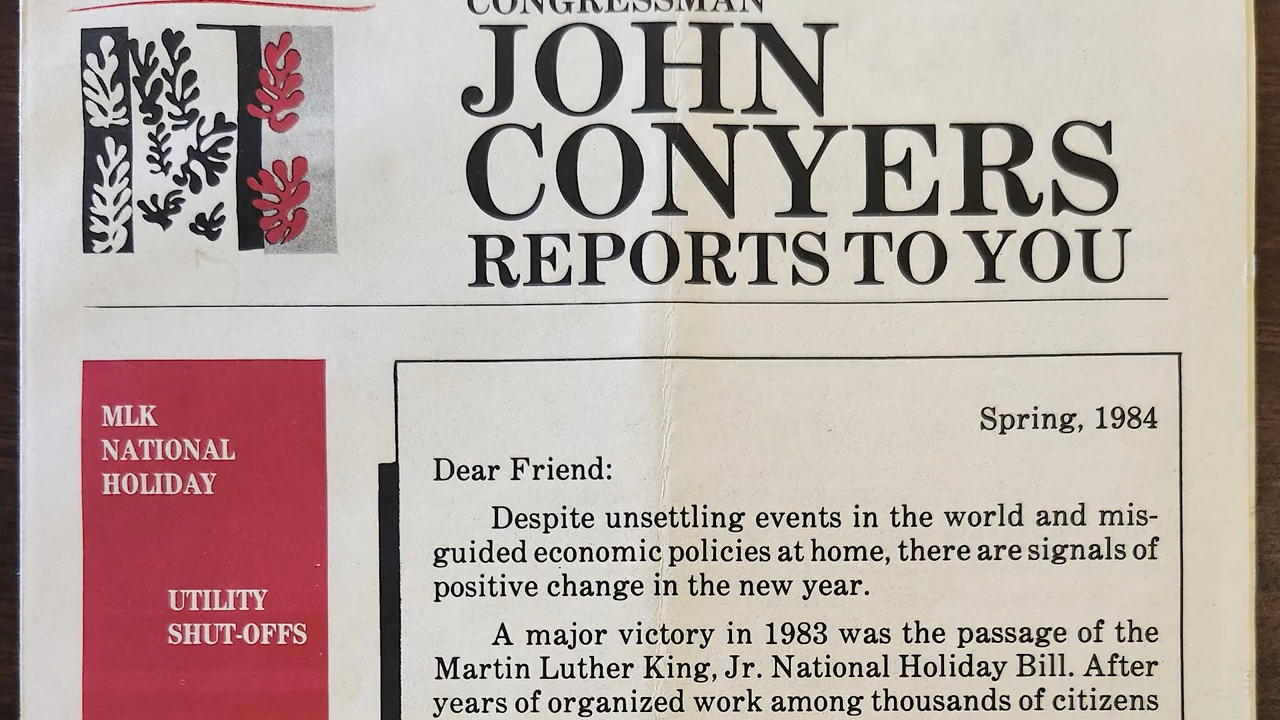 CONGRESSMAN
JOHN
CONYERS
REPORTS TO YOU
MLK
NATIONAL
HOLIDAY
UTILITY
SHUT-OFFS
Spring, 1984
Dear Friend:
Despite unsettling events in the world and mis-
guided economic policies at home, there are signals of
positive change in the new year.
A major victory in 1983 was the passage of the
Martin Luther King, Jr. National Holiday Bill. After
years of organized work among thousands of citizens